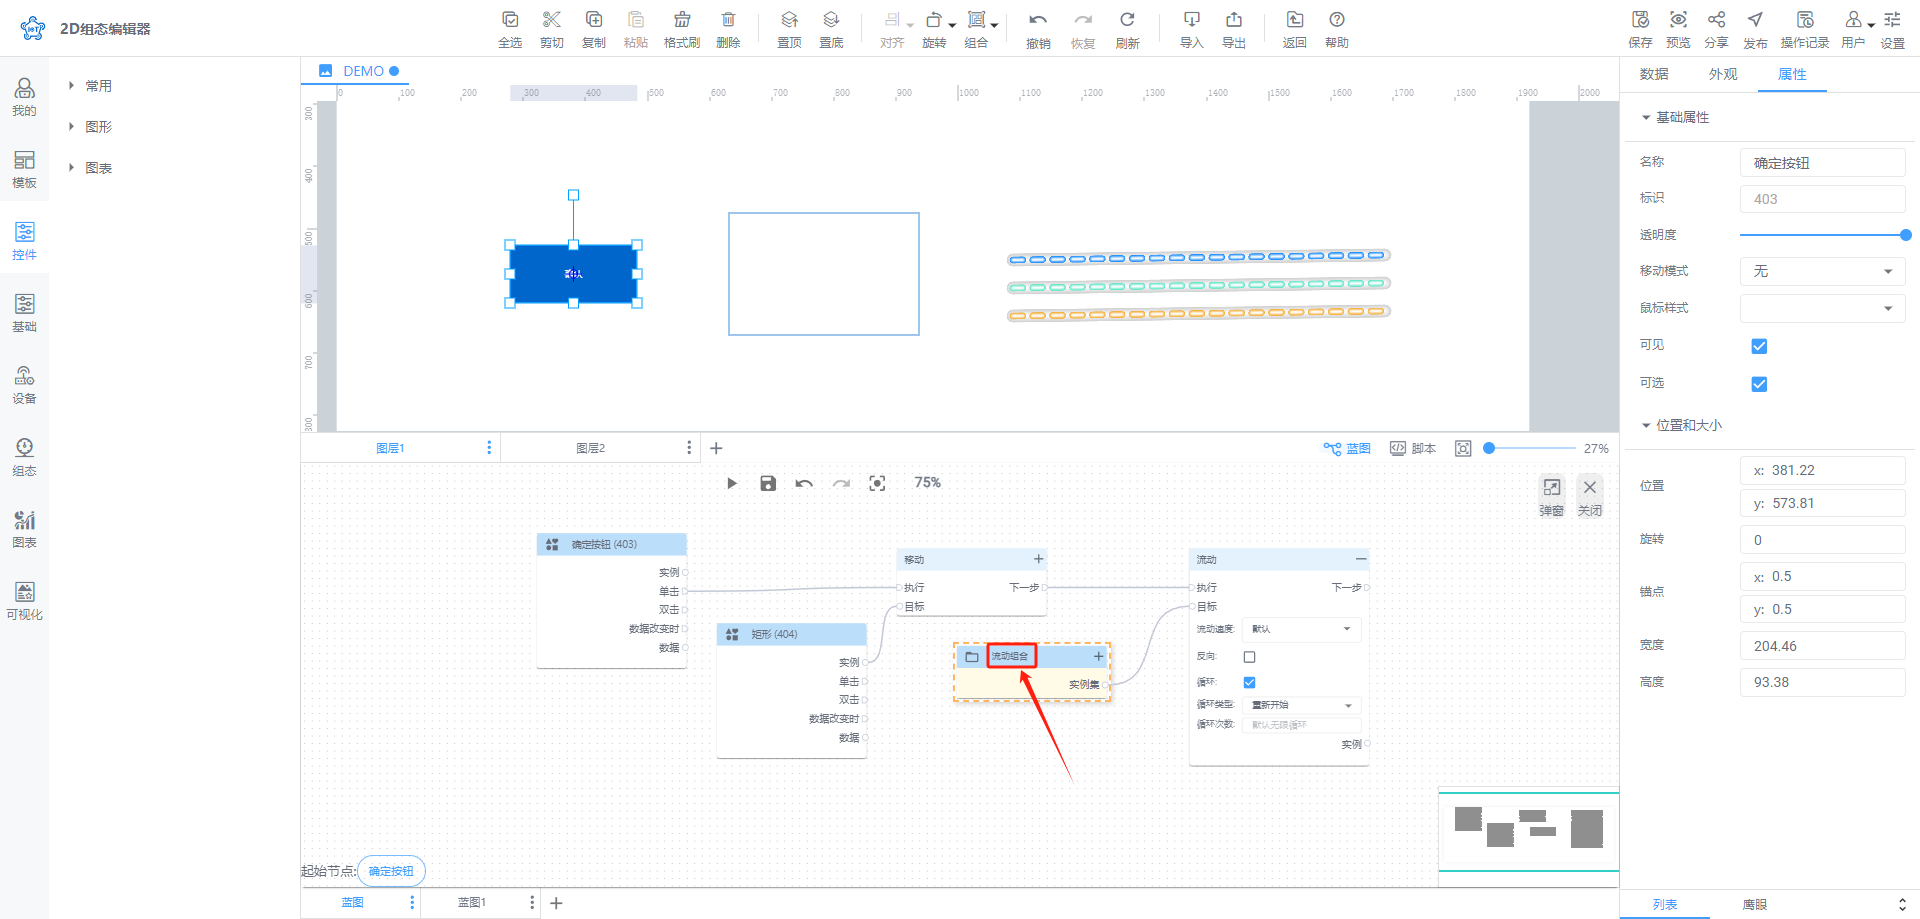 2D组态编辑器
全选 剪切 复制 粘贴 格式刷 删除 置顶 置底 对齐 旋转 组合 撤销 恢复 刷新 导入 导出 返回 帮助 保存 预览 分享 发布 操作记录 用户 设置
我的
模板
控件
基础
设备
组态
图表
可视化
常用
图形
图表
DEMO
0 100 200 300 400 500 600 700 800 900 1000 1100 1200 1300 1400 1500 1600 1700 1800 1900 2000
300
400
500
600
700
800
图层1 图层2 + 蓝图 脚本 27%
75%
弹窗 关闭
确定按钮 (403)
实例
单击
双击
数据改变时
数据
矩形 (404)
实例
单击
双击
数据改变时
数据
移动 +
执行 下一步
目标
流动组合 +
实例集
流动
执行 下一步
目标
流动速度: 默认
反向:
循环:
循环类型: 重新开始
循环次数: 默认无限循环
实例
起始节点: 确定按钮
蓝图 蓝图1 +
数据 外观 属性
基础属性
名称 确定按钮
标识 403
透明度
移动模式 无
鼠标样式
可见
可选
位置和大小
位置 x: 381.22
y: 573.81
旋转 0
锚点 x: 0.5
y: 0.5
宽度 204.46
高度 93.38
列表 鹰眼